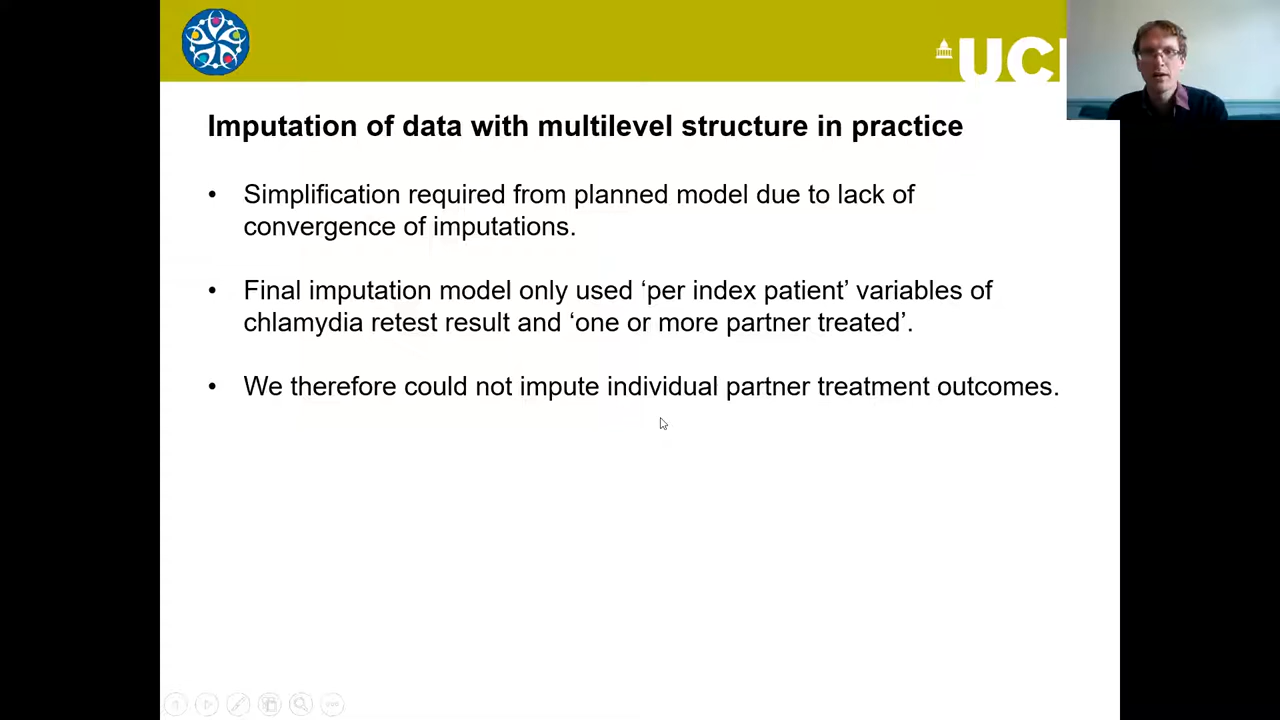 UCL
Imputation of data with multilevel structure in practice
• Simplification required from planned model due to lack of
convergence of imputations.
• Final imputation model only used ‘per index patient’ variables of
chlamydia retest result and ‘one or more partner treated’.
• We therefore could not impute individual partner treatment outcomes.